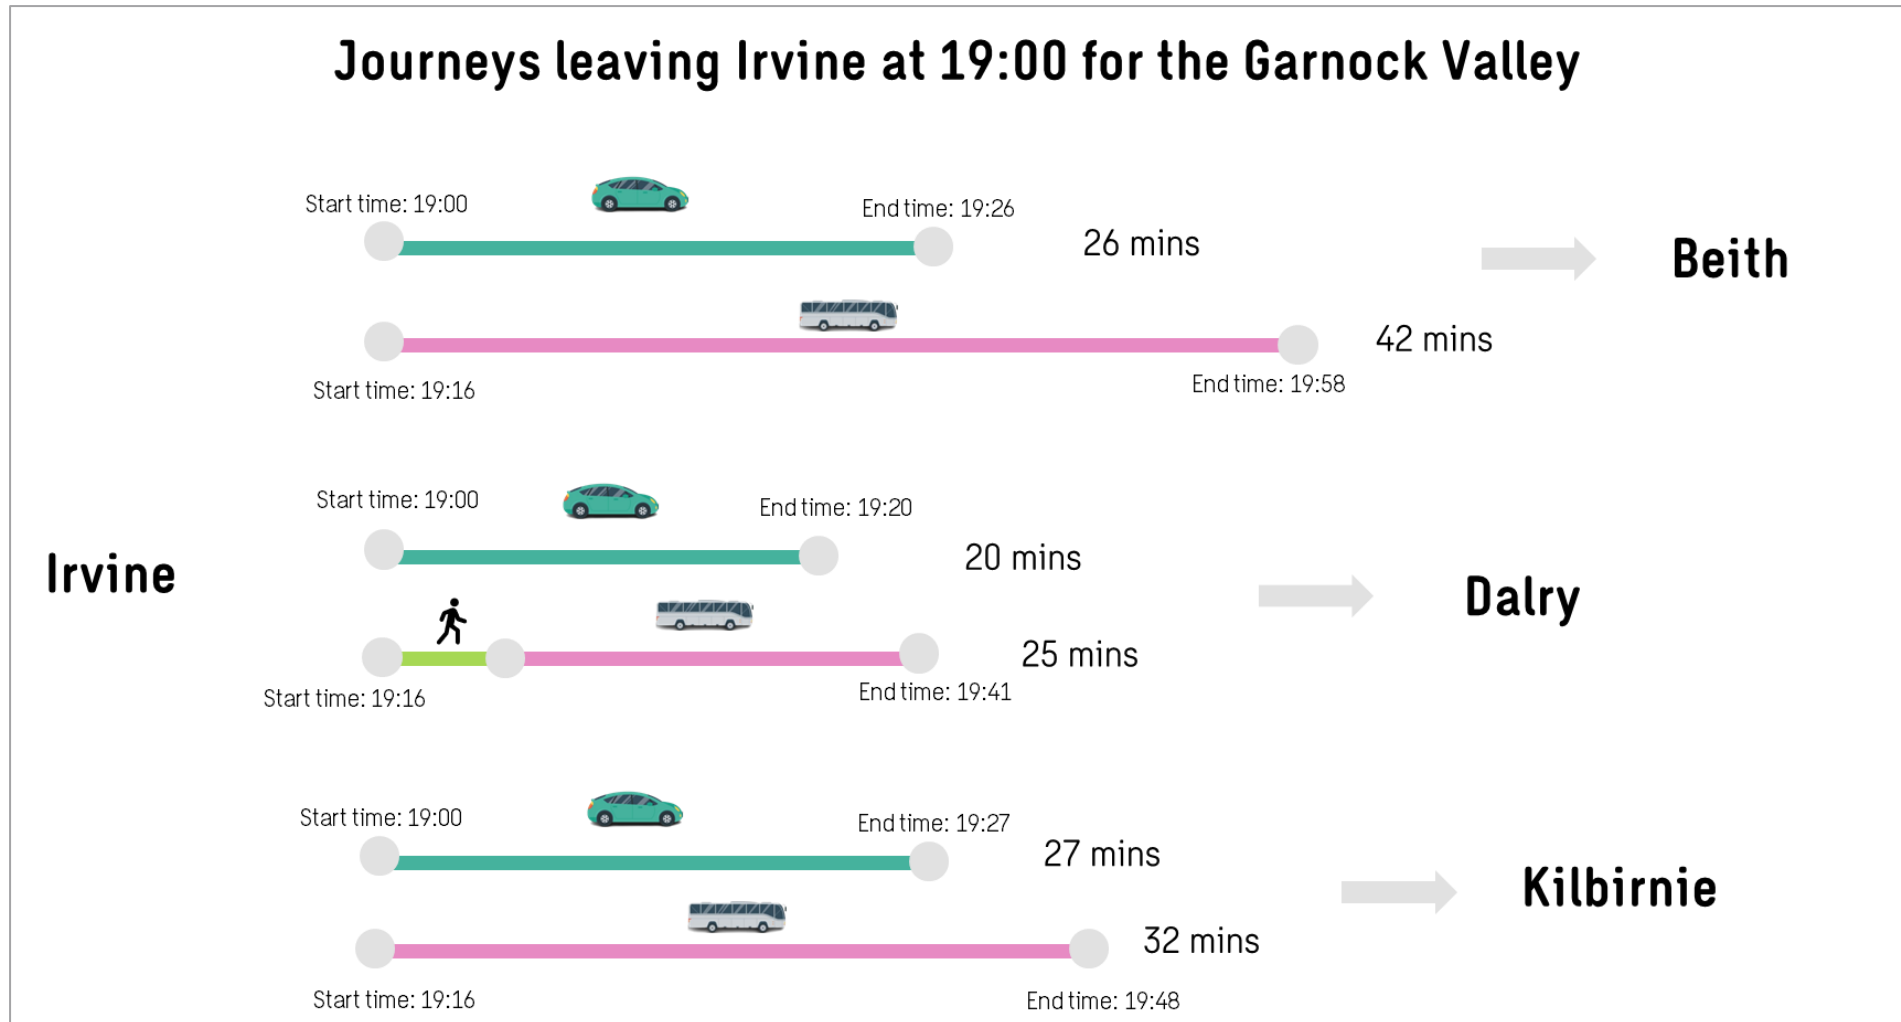 Journeys leaving Irvine at 19:00 for the Garnock Valley
Start time: 19:00
End time: 19:26
26 mins
Beith
42 mins
Start time: 19:16
End time: 19:58
Irvine
Start time: 19:00
End time: 19:20
20 mins
Dalry
25 mins
Start time: 19:16
End time: 19:41
Start time: 19:00
End time: 19:27
27 mins
Kilbirnie
32 mins
Start time: 19:16
End time: 19:48